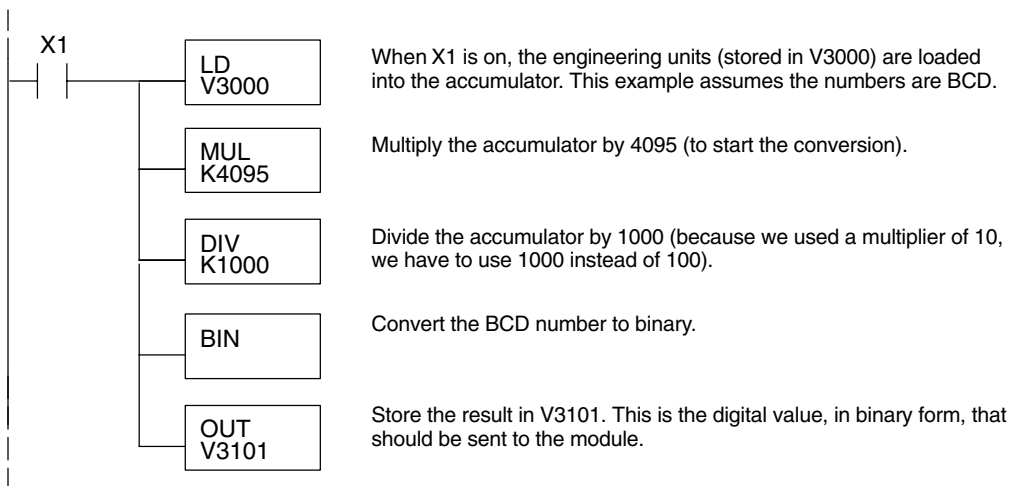 X1
LD
V3000
When X1 is on, the engineering units (stored in V3000) are loaded
into the accumulator. This example assumes the numbers are BCD.
MUL
K4095
Multiply the accumulator by 4095 (to start the conversion).
DIV
K1000
Divide the accumulator by 1000 (because we used a multiplier of 10,
we have to use 1000 instead of 100).
BIN
Convert the BCD number to binary.
OUT
V3101
Store the result in V3101. This is the digital value, in binary form, that
should be sent to the module.